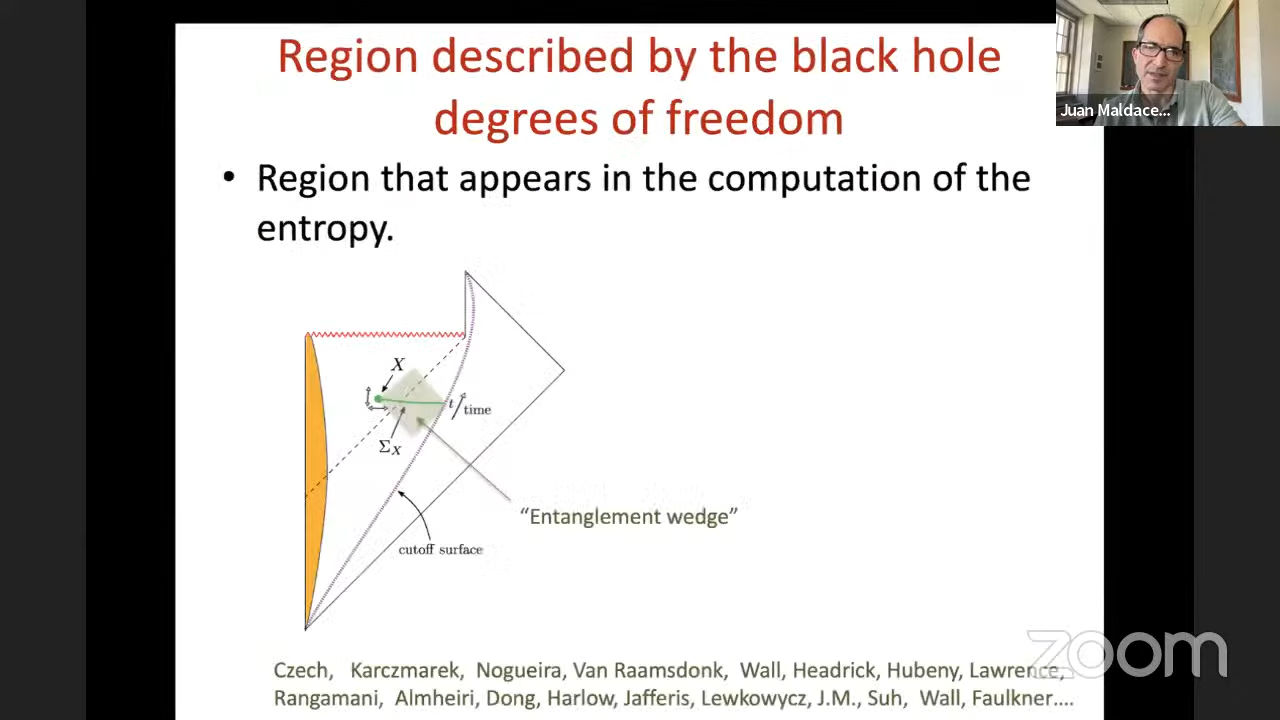 Region described by the black hole
degrees of freedom
Juan Maldace...
• Region that appears in the computation of the
entropy.
X
t
time
ΣX
"Entanglement wedge"
cutoff surface
zoom
Czech, Karczmarek, Nogueira, Van Raamsdonk, Wall, Headrick, Hubeny, Lawrence,
Rangamani, Almheiri, Dong, Harlow, Jafferis, Lewkowycz, J.M., Suh, Wall, Faulkner....